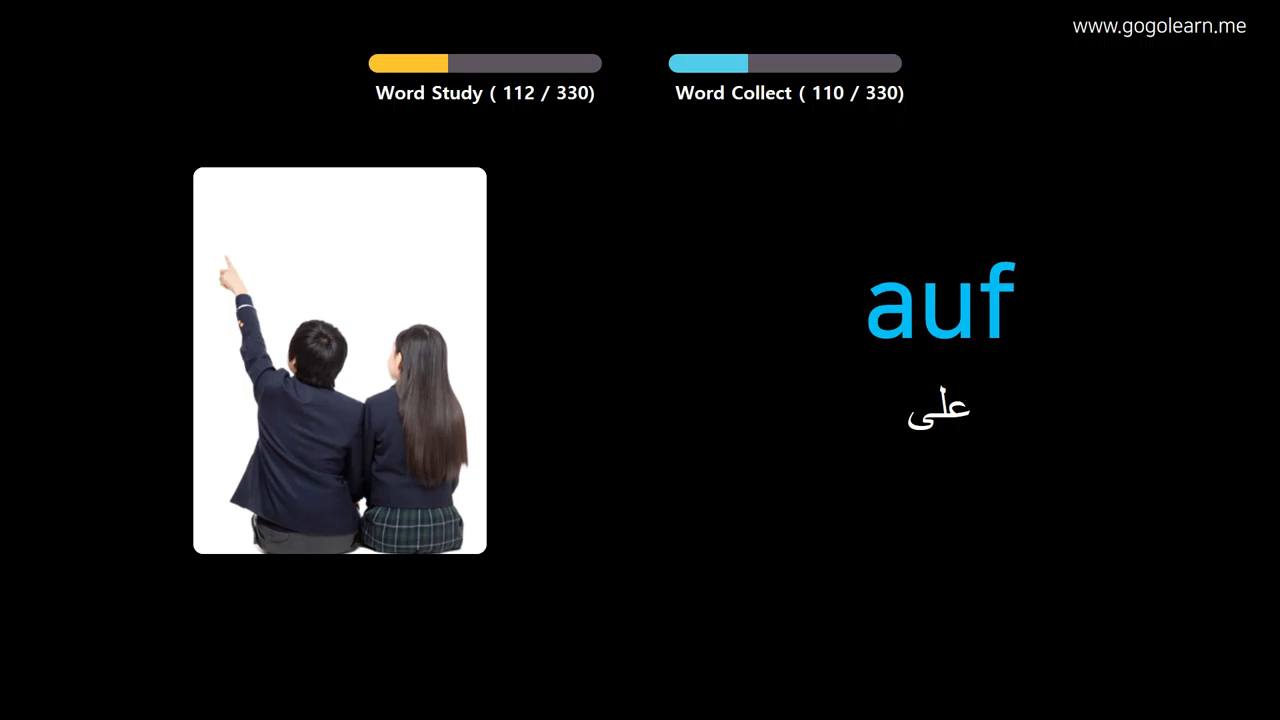 www.gogolearn.me
Word Study ( 112 / 330)
Word Collect ( 110 / 330)
auf
على